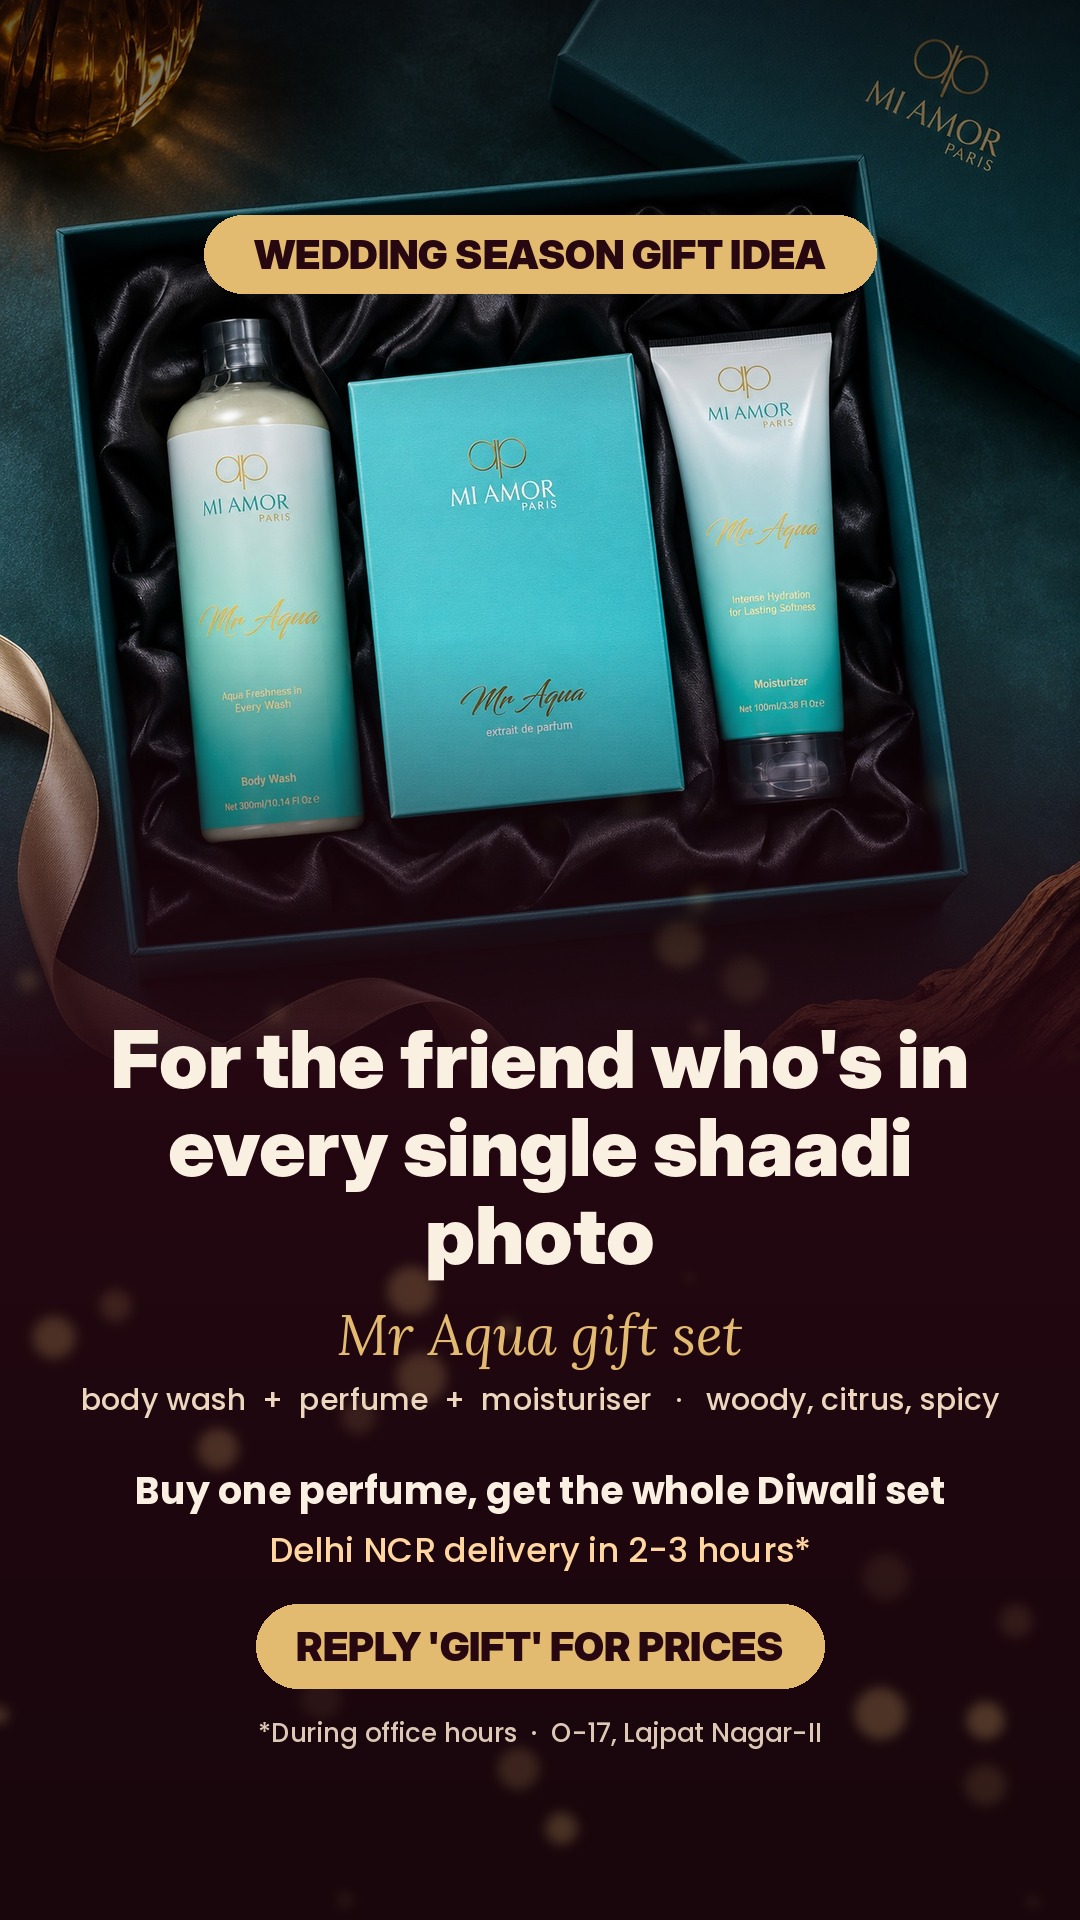 MI AMOR
PARIS
WEDDING SEASON GIFT IDEA
MI AMOR
PARIS
Mr Aqua
Aqua Freshness in
Every Wash
Body Wash
Net 300ml/10.14 Fl Oz e
MI AMOR
PARIS
Mr Aqua
extrait de parfum
MI AMOR
PARIS
Mr Aqua
Intense Hydration
for Lasting Softness
Moisturizer
Net 100ml/3.38 Fl Oz e
For the friend who's in
every single shaadi
photo
Mr Aqua gift set
body wash + perfume + moisturiser · woody, citrus, spicy
Buy one perfume, get the whole Diwali set
Delhi NCR delivery in 2-3 hours*
REPLY 'GIFT' FOR PRICES
*During office hours · O-17, Lajpat Nagar-II